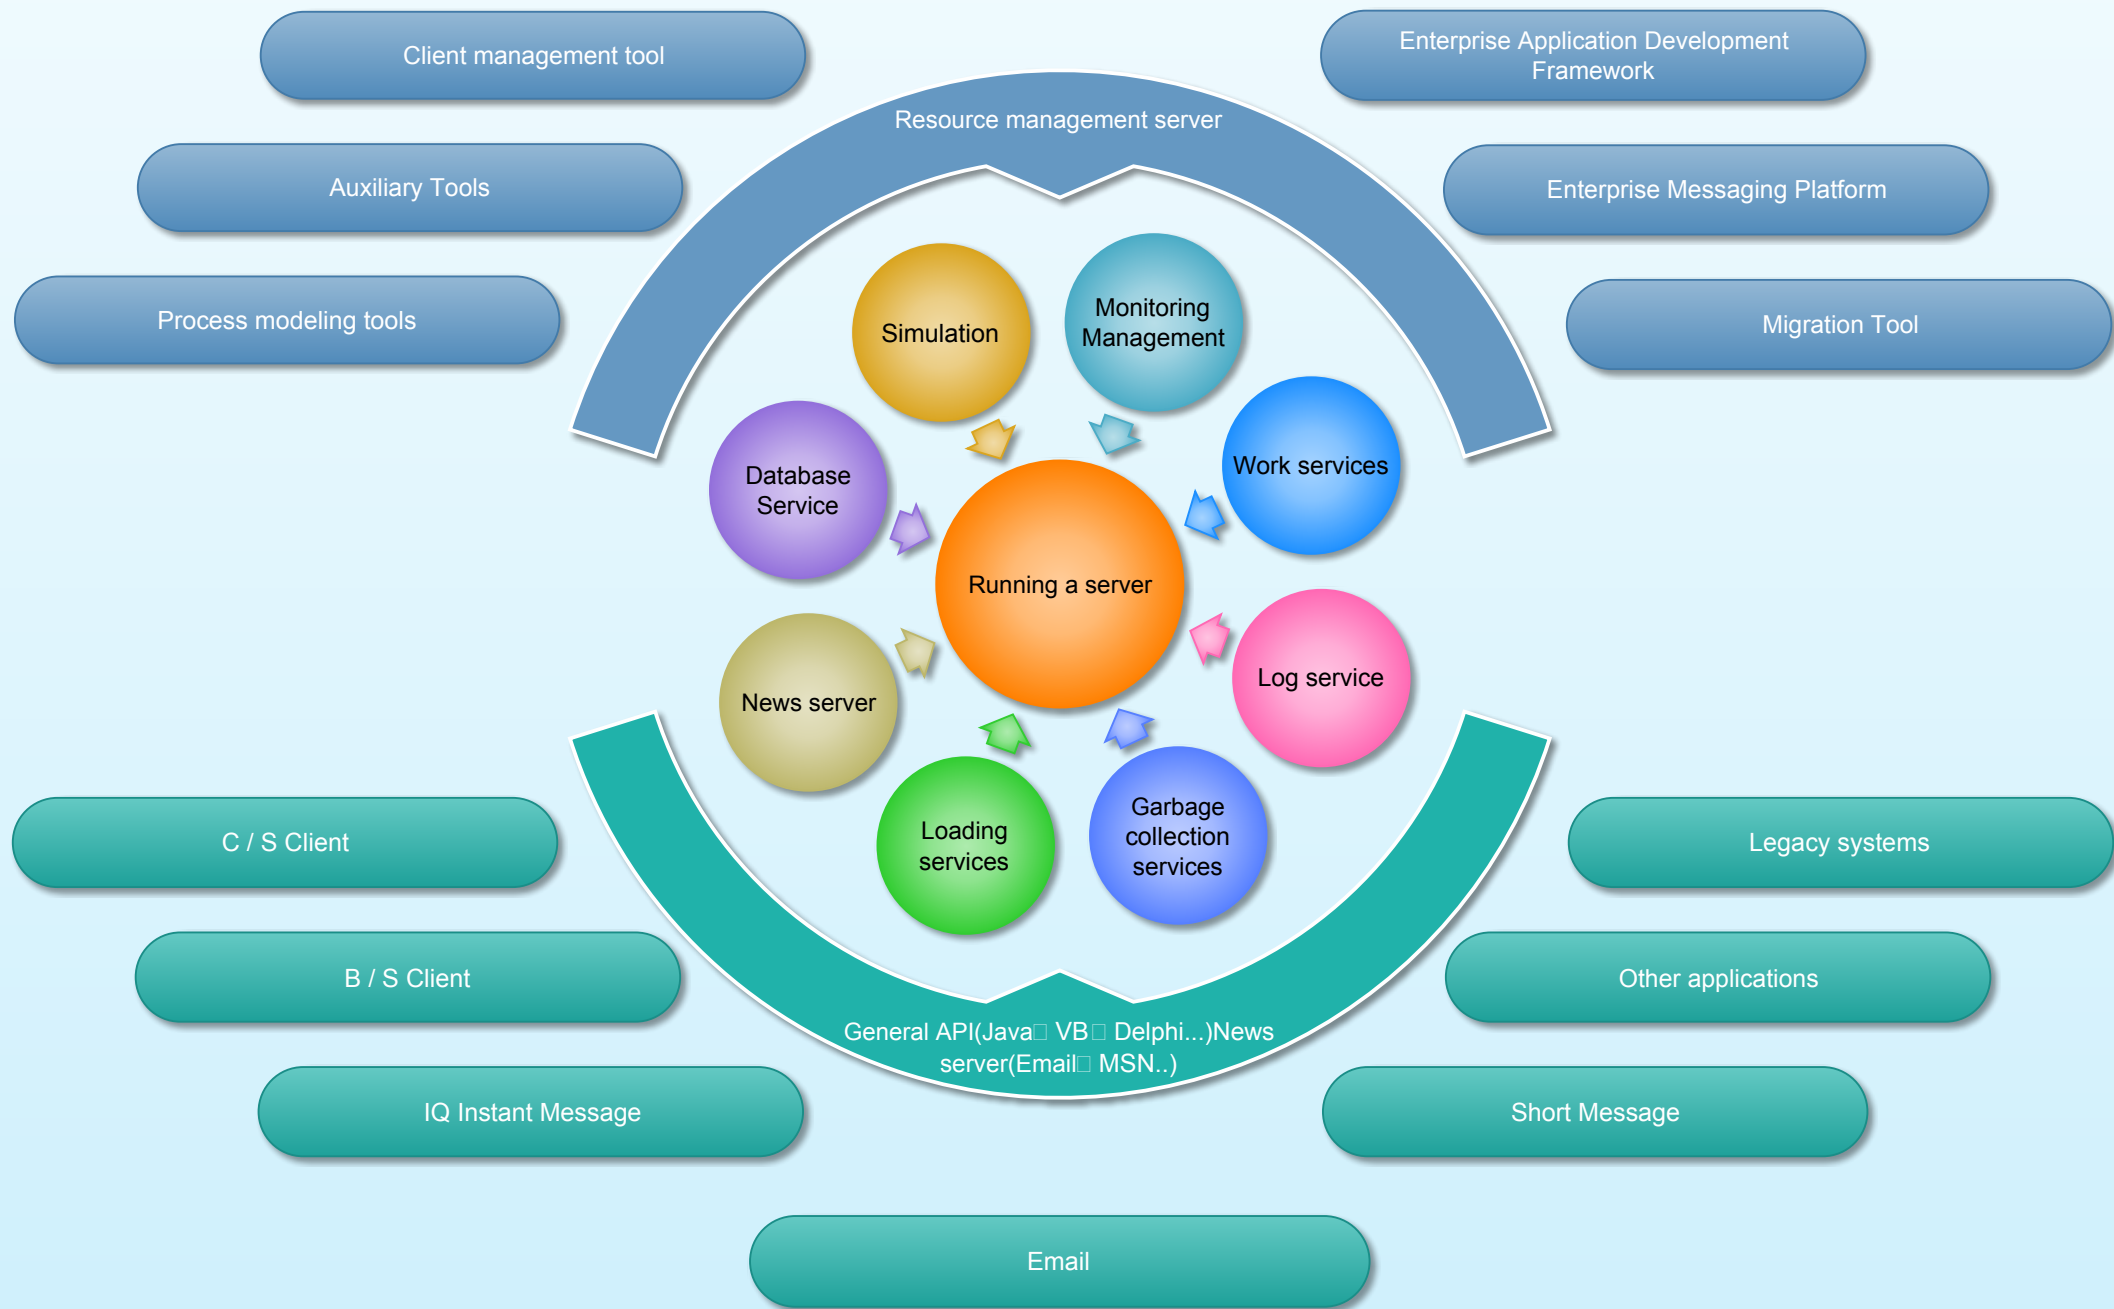 Client management tool
Enterprise Application Development
Framework
Resource management server
Auxiliary Tools
Enterprise Messaging Platform
Process modeling tools
Migration Tool
Simulation
Monitoring
Management
Database
Service
Work services
Running a server
News server
Log service
Loading
services
Garbage
collection
services
C / S Client
Legacy systems
B / S Client
Other applications
General API(Java□ VB□ Delphi...)News
server(Email□ MSN..)
IQ Instant Message
Short Message
Email